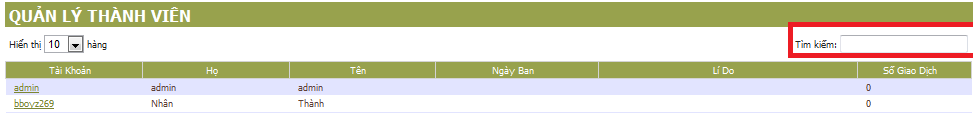 QUẢN LÝ THÀNH VIÊN
Hiển thị 10 hàng Tìm kiếm:
Tài Khoản Họ Tên Ngày Ban Lí Do Số Giao Dịch
admin admin admin 0
bboyz269 Nhân Thành 0